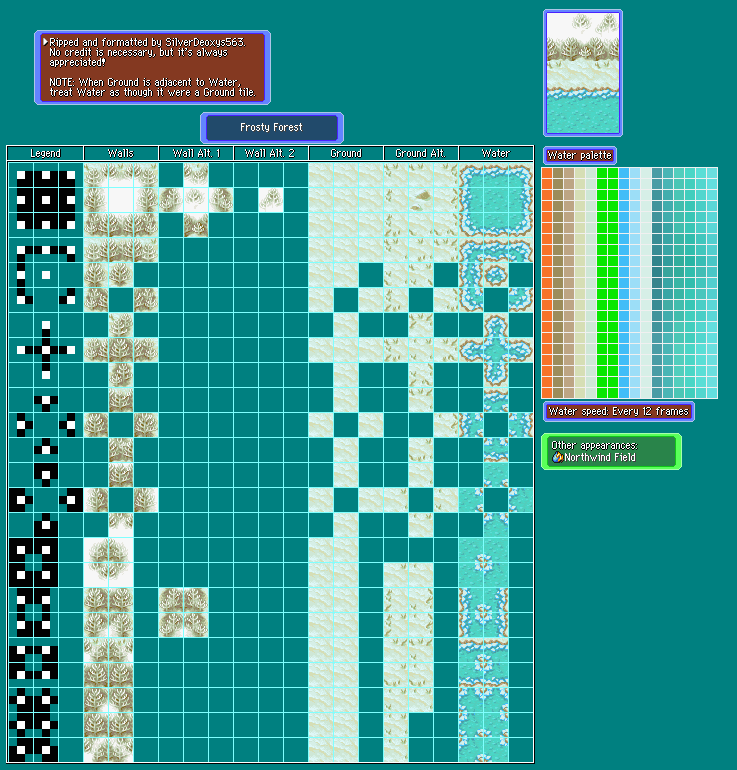 Ripped and formatted by SilverDeoxys563.
No credit is necessary, but it's always
appreciated!
NOTE: When Ground is adjacent to Water,
treat Water as though it were a Ground tile.
Frosty Forest
Legend Walls Wall Alt. 1 Wall Alt. 2 Ground Ground Alt. Water
Water palette
Water speed: Every 12 frames
Other appearances:
Northwind Field